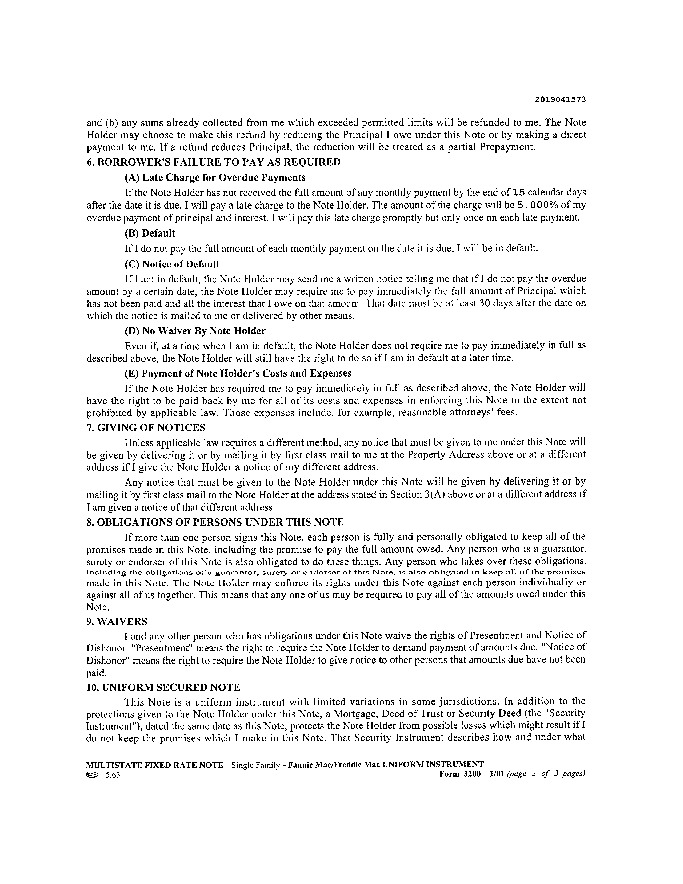 2019041573
and (b) any sums already collected from me which exceeded permitted limits will be refunded to me. The Note
Holder may choose to make this refund by reducing the Principal I owe under this Note or by making a direct
payment to me. If a refund reduces Principal, the reduction will be treated as a partial Prepayment.
6. BORROWER'S FAILURE TO PAY AS REQUIRED
(A) Late Charge for Overdue Payments
If the Note Holder has not received the full amount of any monthly payment by the end of 15 calendar days
after the date it is due, I will pay a late charge to the Note Holder. The amount of the charge will be 5.000% of my
overdue payment of principal and interest. I will pay this late charge promptly but only once on each late payment.
(B) Default
If I do not pay the full amount of each monthly payment on the date it is due, I will be in default.
(C) Notice of Default
If I am in default, the Note Holder may send me a written notice telling me that if I do not pay the overdue
amount by a certain date, the Note Holder may require me to pay immediately the full amount of Principal which
has not been paid and all the interest that I owe on that amount. That date must be at least 30 days after the date on
which the notice is mailed to me or delivered by other means.
(D) No Waiver By Note Holder
Even if, at a time when I am in default, the Note Holder does not require me to pay immediately in full as
described above, the Note Holder will still have the right to do so if I am in default at a later time.
(E) Payment of Note Holder's Costs and Expenses
If the Note Holder has required me to pay immediately in full as described above, the Note Holder will
have the right to be paid back by me for all of its costs and expenses in enforcing this Note to the extent not
prohibited by applicable law. Those expenses include, for example, reasonable attorneys' fees.
7. GIVING OF NOTICES
Unless applicable law requires a different method, any notice that must be given to me under this Note will
be given by delivering it or by mailing it by first class mail to me at the Property Address above or at a different
address if I give the Note Holder a notice of my different address.
Any notice that must be given to the Note Holder under this Note will be given by delivering it or by
mailing it by first class mail to the Note Holder at the address stated in Section 3(A) above or at a different address if
I am given a notice of that different address.
8. OBLIGATIONS OF PERSONS UNDER THIS NOTE
If more than one person signs this Note, each person is fully and personally obligated to keep all of the
promises made in this Note, including the promise to pay the full amount owed. Any person who is a guarantor,
surety or endorser of this Note is also obligated to do these things. Any person who takes over these obligations,
including the obligations of a guarantor, surety or endorser of this Note, is also obligated to keep all of the promises
made in this Note. The Note Holder may enforce its rights under this Note against each person individually or
against all of us together. This means that any one of us may be required to pay all of the amounts owed under this
Note.
9. WAIVERS
I and any other person who has obligations under this Note waive the rights of Presentment and Notice of
Dishonor. "Presentment" means the right to require the Note Holder to demand payment of amounts due. "Notice of
Dishonor" means the right to require the Note Holder to give notice to other persons that amounts due have not been
paid.
10. UNIFORM SECURED NOTE
This Note is a uniform instrument with limited variations in some jurisdictions. In addition to the
protections given to the Note Holder under this Note, a Mortgage, Deed of Trust or Security Deed (the "Security
Instrument"), dated the same date as this Note, protects the Note Holder from possible losses which might result if I
do not keep the promises which I make in this Note. That Security Instrument describes how and under what
MULTISTATE FIXED RATE NOTE - Single Family - Fannie Mae/Freddie Mac UNIFORM INSTRUMENT
5.63 Form 3200 1/01 (page 2 of 3 pages)